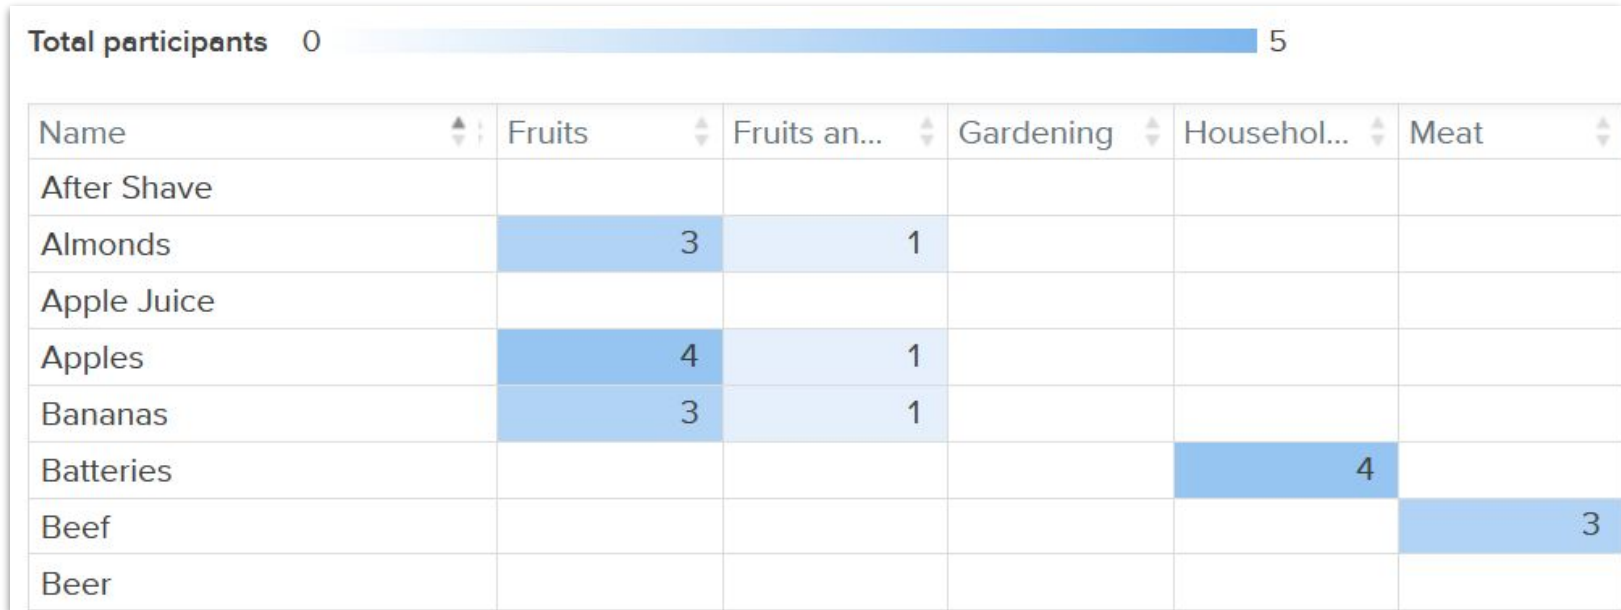 Total participants 0 5
Name Fruits Fruits an... Gardening Househol... Meat
After Shave
Almonds 3 1
Apple Juice
Apples 4 1
Bananas 3 1
Batteries 4
Beef 3
Beer